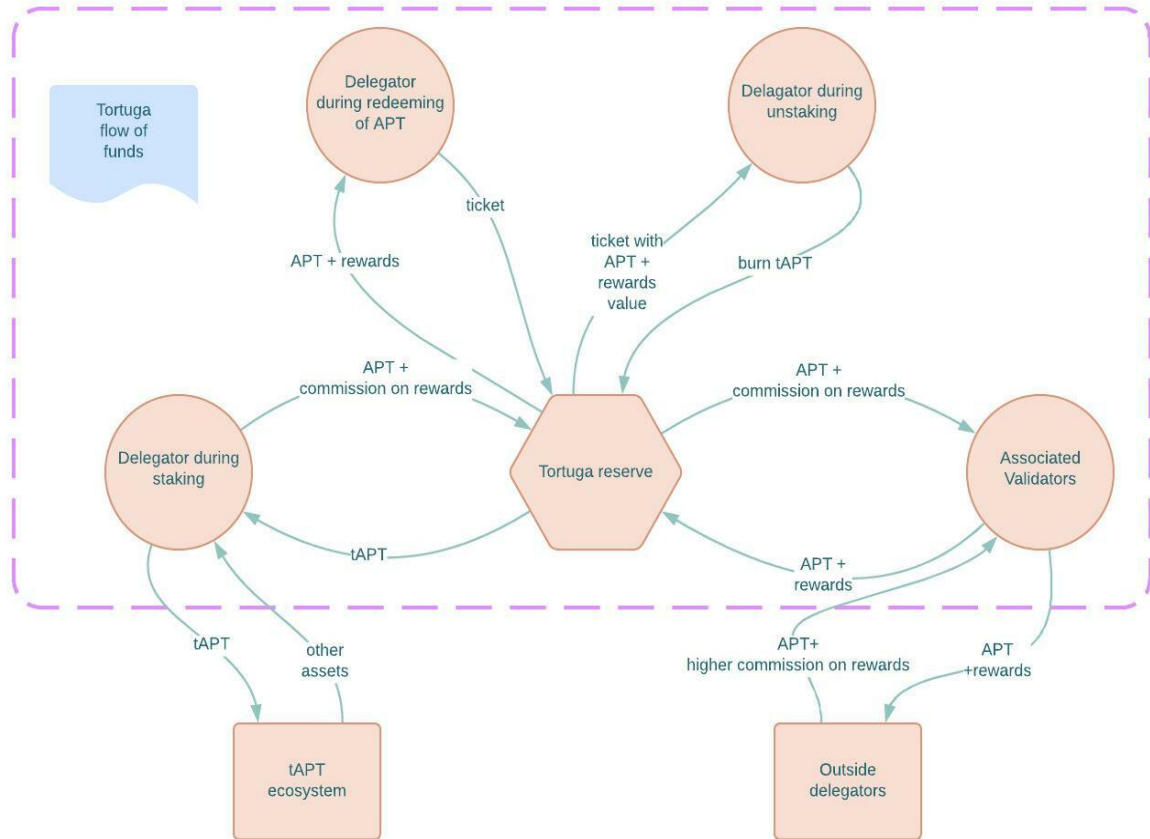 Tortuga
flow of
funds
Delegator
during redeeming
of APT
Delagator during
unstaking
ticket
APT + rewards
ticket with
APT +
rewards
value
burn tAPT
APT +
commission on rewards
APT +
commission on rewards
Delegator during
staking
Tortuga reserve
Associated
Validators
tAPT
APT +
rewards
tAPT
other
assets
APT+
higher commission on rewards
APT
+rewards
tAPT
ecosystem
Outside
delegators